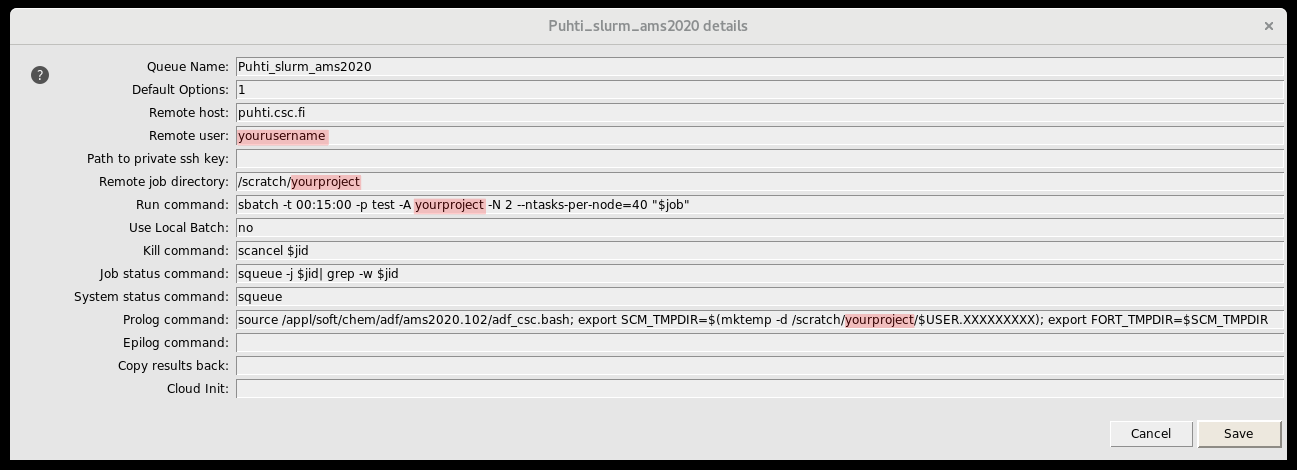 Puhti_slurm_ams2020 details ×
?
Queue Name: Puhti_slurm_ams2020
Default Options: 1
Remote host: puhti.csc.fi
Remote user: yourusername
Path to private ssh key:
Remote job directory: /scratch/yourproject
Run command: sbatch -t 00:15:00 -p test -A yourproject -N 2 --ntasks-per-node=40 "$job"
Use Local Batch: no
Kill command: scancel $jid
Job status command: squeue -j $jid| grep -w $jid
System status command: squeue
Prolog command: source /appl/soft/chem/adf/ams2020.102/adf_csc.bash; export SCM_TMPDIR=$(mktemp -d /scratch/yourproject/$USER.XXXXXXXXX); export FORT_TMPDIR=$SCM_TMPDIR
Epilog command:
Copy results back:
Cloud Init:
Cancel Save